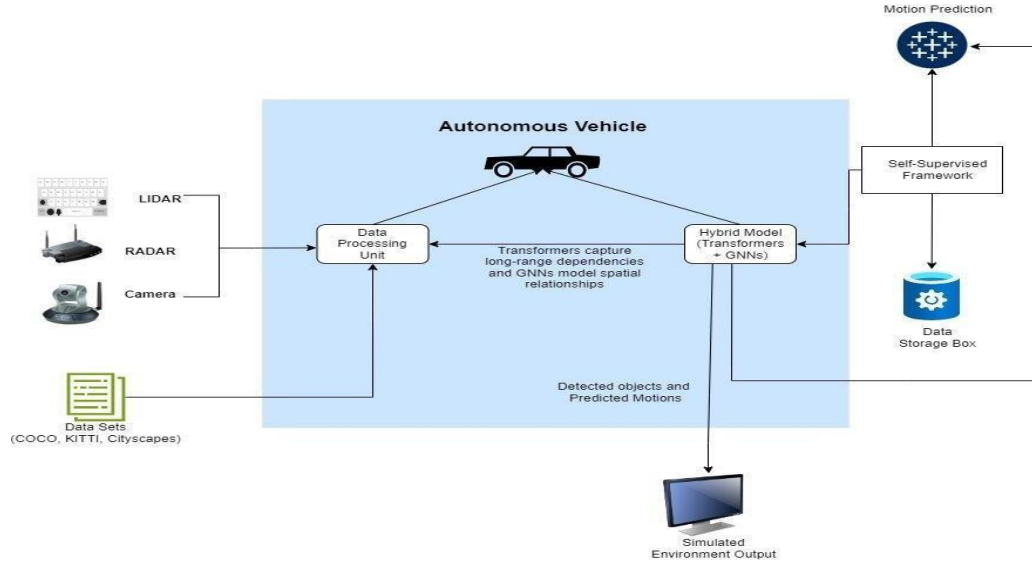 Motion Prediction
Autonomous Vehicle
Self-Supervised
Framework
LIDAR
RADAR
Camera
Data
Processing
Unit
Transformers capture
long-range dependencies
and GNNs model spatial
relationships
Hybrid Model
(Transformers
+ GNNs)
Data
Storage Box
Detected objects and
Predicted Motions
Data Sets
(COCO, KITTI, Cityscapes)
Simulated
Environment Output